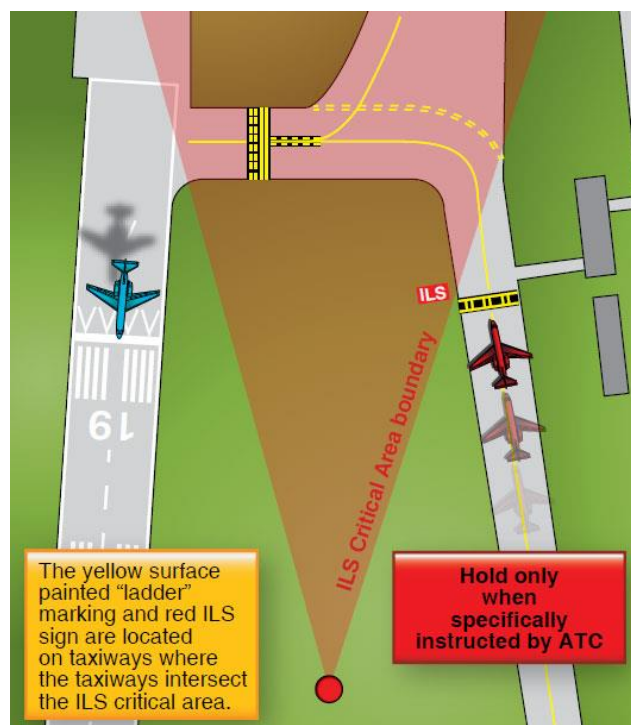 ILS
ILS Critical Area boundary
19
The yellow surface
painted “ladder”
marking and red ILS
sign are located
on taxiways where
the taxiways intersect
the ILS critical area.
Hold only
when
specifically
instructed by ATC